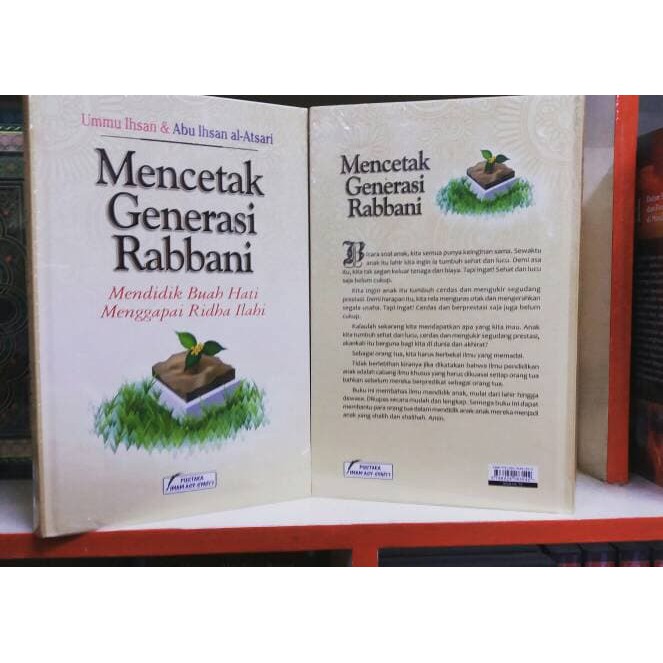 Ummu Ihsan & Abu Ihsan al-Atsari
Mencetak
Generasi
Rabbani
Mendidik Buah Hati
Menggapai Ridha Ilahi
PUSTAKA
IMAM ASY-SYAFI'I
Mencetak
Generasi
Rabbani
Bicara soal anak, kita semua punya keinginan sama. Sewaktu
anak itu lahir kita ingin ia tumbuh sehat dan lucu. Demi asa
itu, kita tak segan keluar tenaga dan biaya. Tapi ingat! Sehat dan lucu
saja belum cukup.
Kita ingin anak itu tumbuh cerdas dan mengukir segudang
prestasi. Demi harapan itu, kita rela menguras otak dan mengerahkan
segala usaha. Tapi ingat! Cerdas dan berprestasi saja juga belum
cukup.
Kalaulah sekarang kita mendapatkan apa yang kita mau. Anak
kita tumbuh sehat dan lucu, cerdas dan mengukir segudang prestasi,
akankah itu berguna bagi kita di dunia dan akhirat?
Sebagai orang tua, kita harus berbekal ilmu yang memadai.
Tidak berlebihan kiranya jika dikatakan bahwa ilmu pendidikan
anak adalah cabang ilmu khusus yang harus dikuasai setiap orang tua
bahkan sebelum mereka berpredikat sebagai orang tua.
Buku ini membahas ilmu mendidik anak, mulai dari lahir hingga
dewasa. Dikupas secara mudah dan lengkap. Semoga buku ini dapat
membantu para orang tua dalam mendidik anak-anak mereka menjadi
anak yang shalih dan shalihah. Amin.
PUSTAKA
IMAM ASY-SYAFI'I